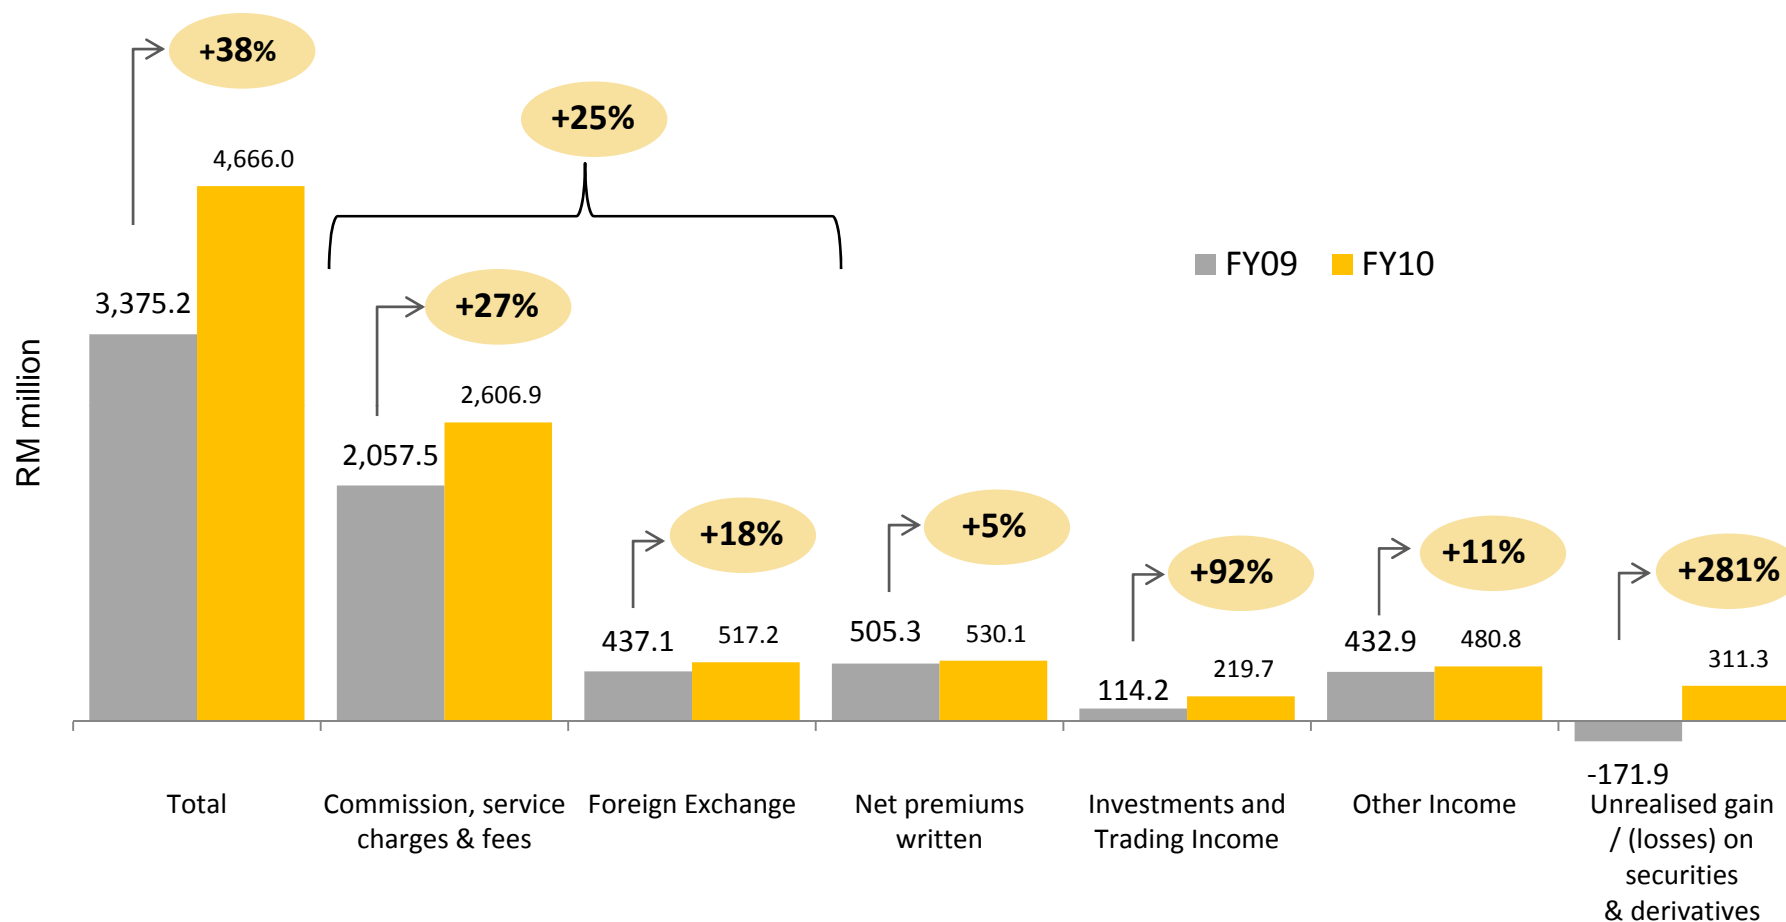 +38%
+25%
4,666.0
FY09
FY10
+27%
3,375.2
RM million
2,606.9
2,057.5
+18%
+5%
+92%
+11%
+281%
437.1
517.2
505.3
530.1
114.2
219.7
432.9
480.8
311.3
-171.9
Total
Commission, service
charges & fees
Foreign Exchange
Net premiums
written
Investments and
Trading Income
Other Income
Unrealised gain
/ (losses) on
securities
& derivatives